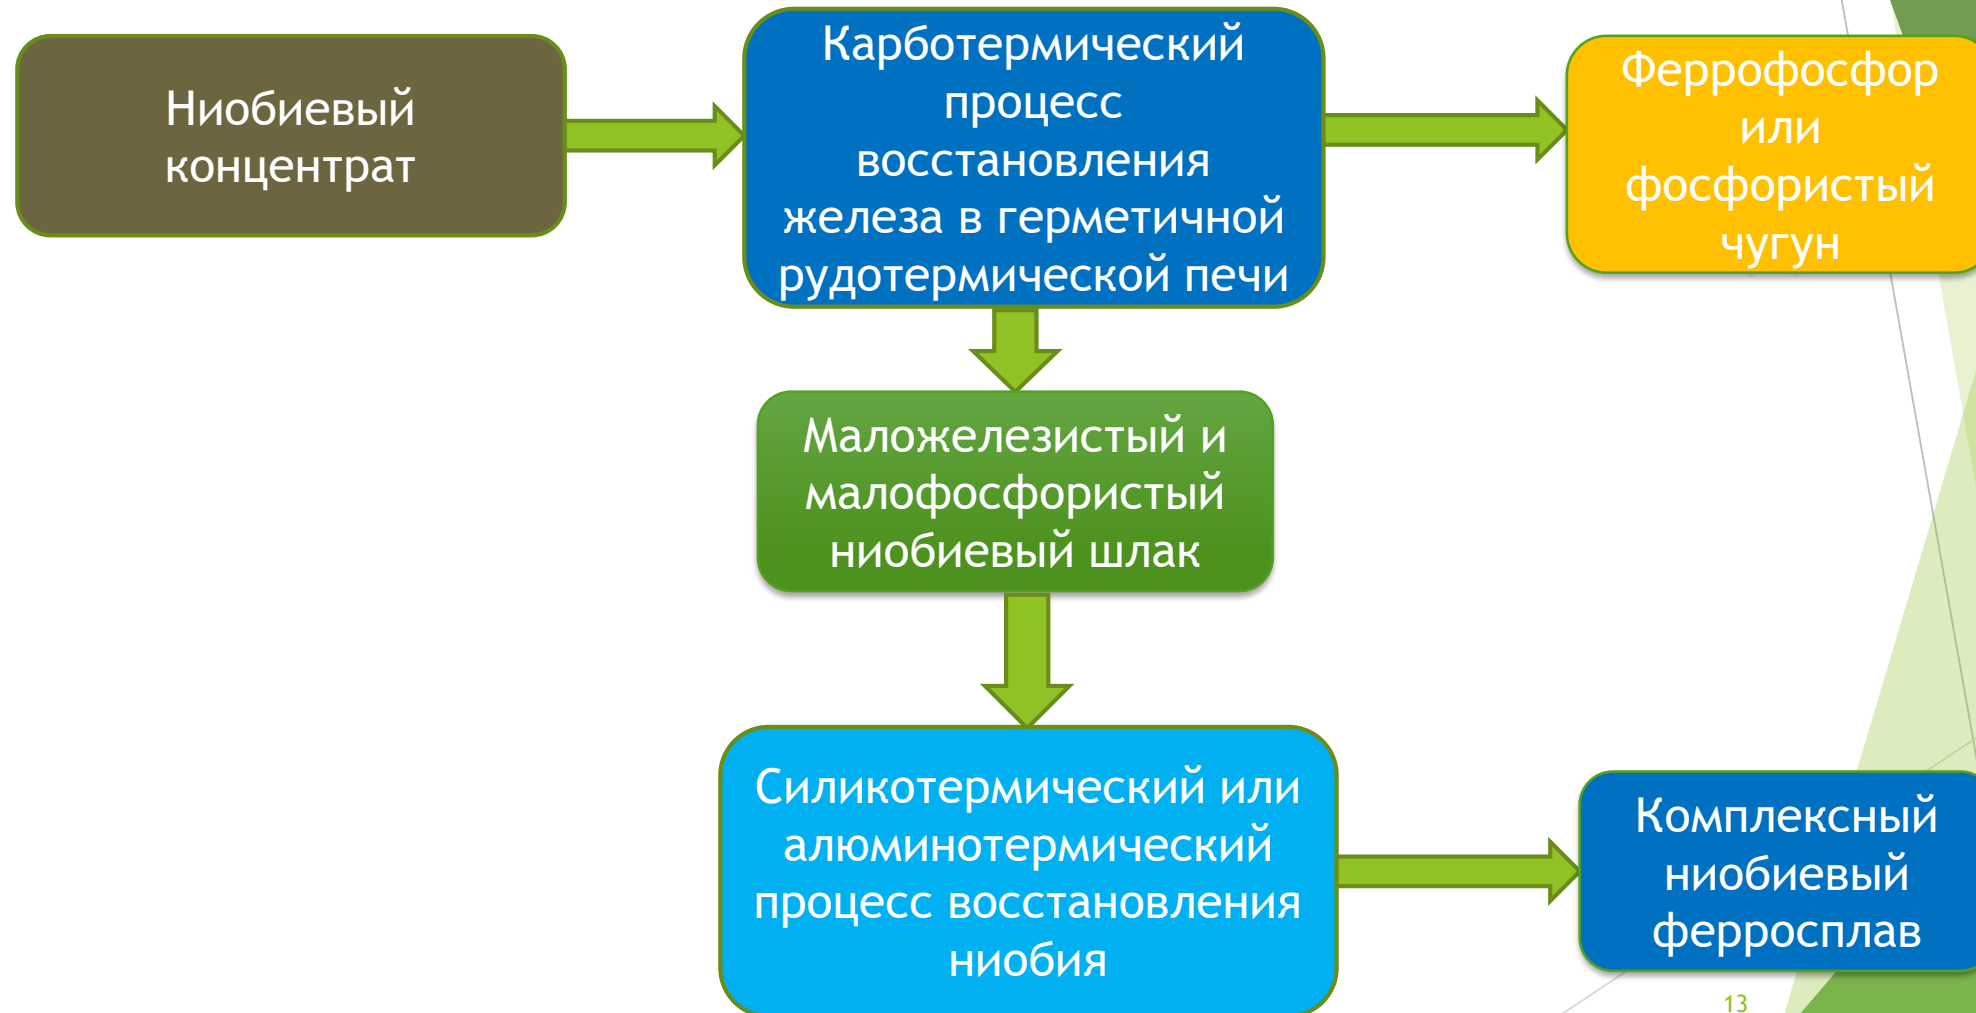 Ниобиевый
концентрат
Карботермический
процесс
восстановления
железа в герметичной
рудотермической печи
Феррофосфор
или
фосфористый
чугун
Маложелезистый и
малофосфористый
ниобиевый шлак
Силикотермический или
алюминотермический
процесс восстановления
ниобия
Комплексный
ниобиевый
ферросплав
13